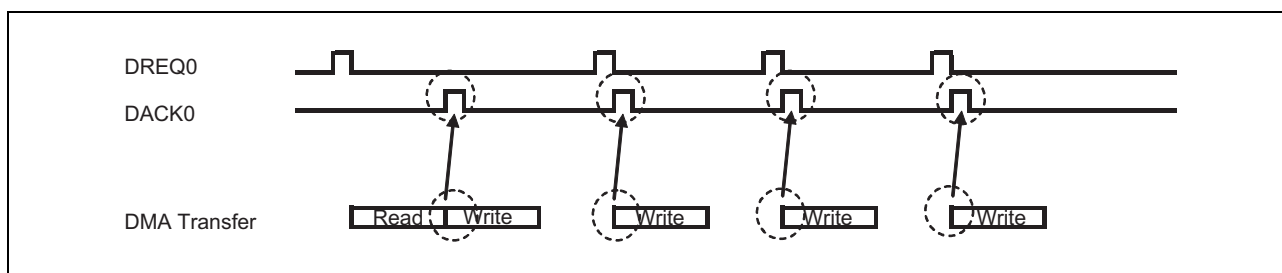 DREQ0
DACK0
DMA Transfer
Read Write Write Write Write